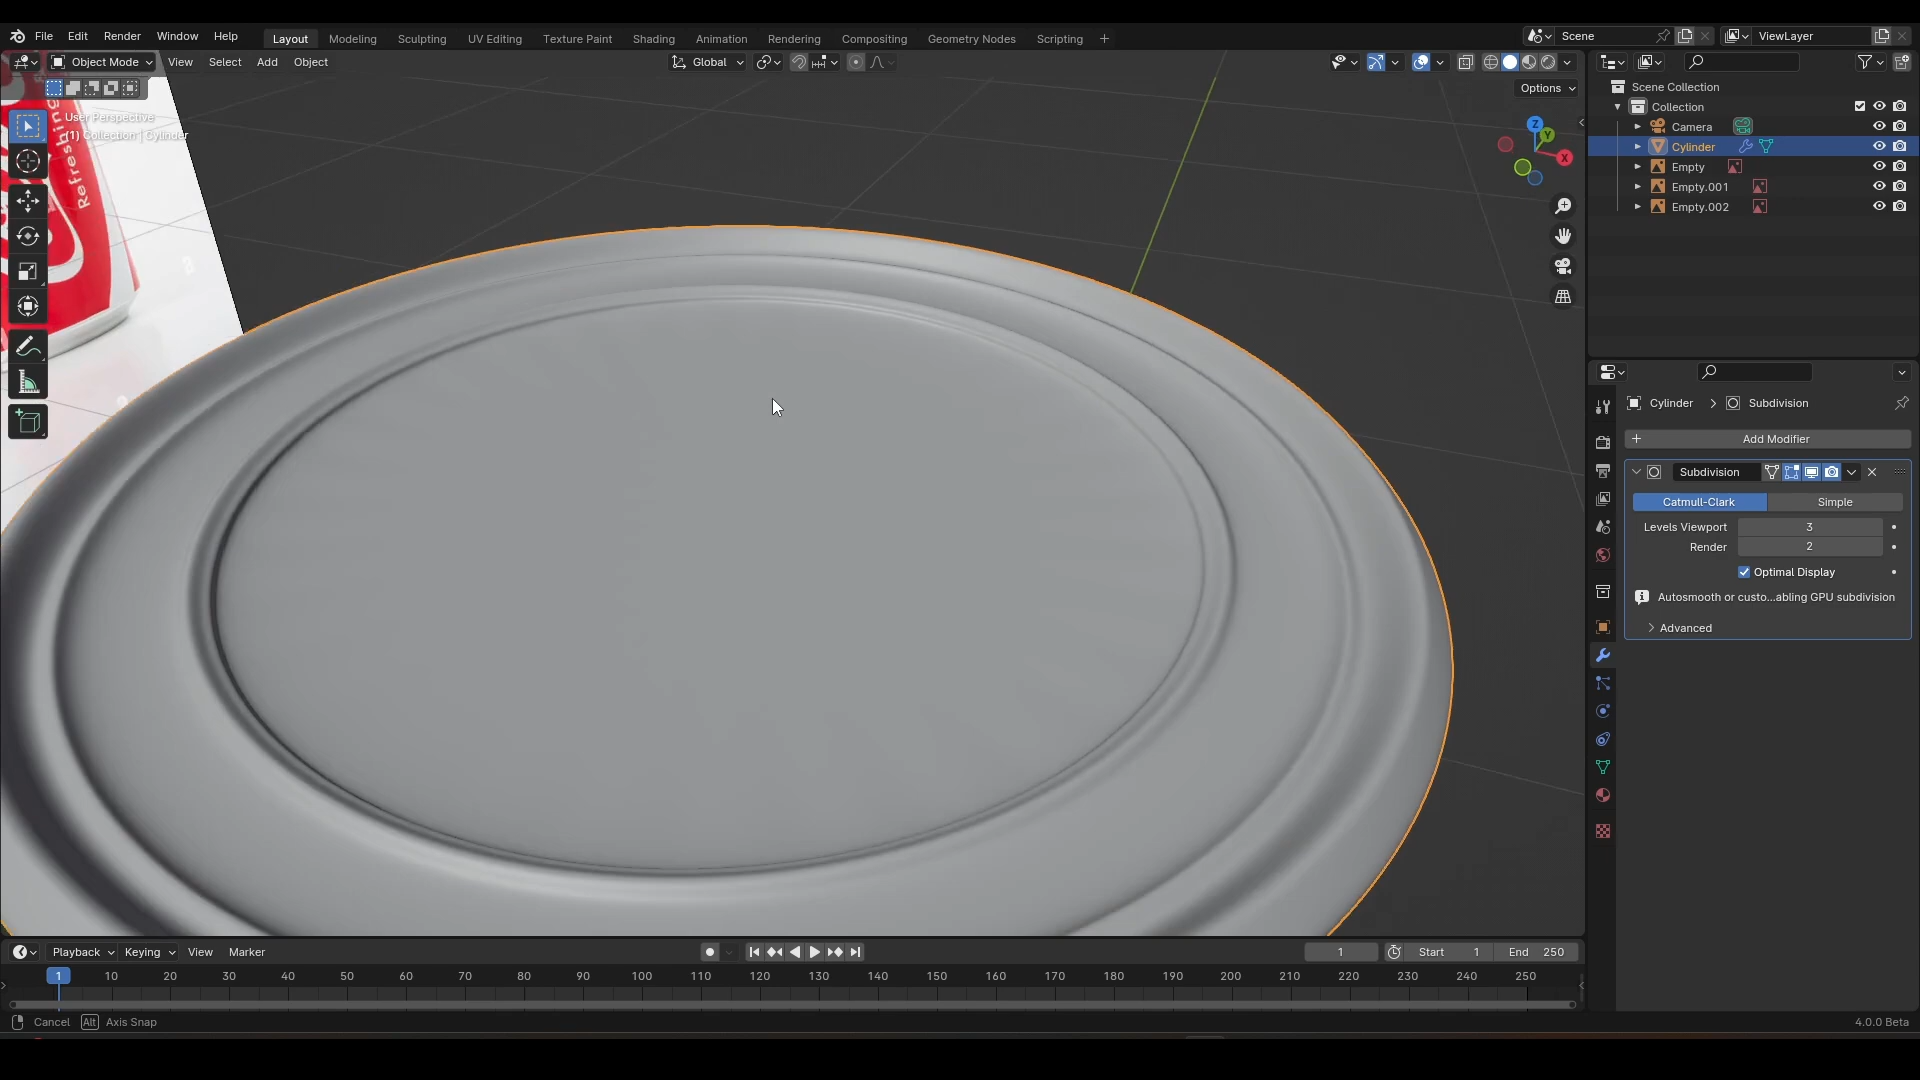 File Edit Render Window Help
Layout Modeling Sculpting UV Editing Texture Paint Shading Animation Rendering Compositing Geometry Nodes Scripting +
Scene
ViewLayer
Object Mode View Select Add Object
Global
Options
User Perspective
(1) Collection | Cylinder
Refreshing
Z
Y
X
Scene Collection
Collection
Camera
Cylinder
Empty
Empty.001
Empty.002
Cylinder > Subdivision
+ Add Modifier
Subdivision
Catmull-Clark Simple
Levels Viewport 3
Render 2
Optimal Display
Autosmooth or custo...abling GPU subdivision
Advanced
Playback Keying View Marker
1
Start 1 End 250
1 10 20 30 40 50 60 70 80 90 100 110 120 130 140 150 160 170 180 190 200 210 220 230 240 250
Cancel Alt Axis Snap
4.0.0 Beta